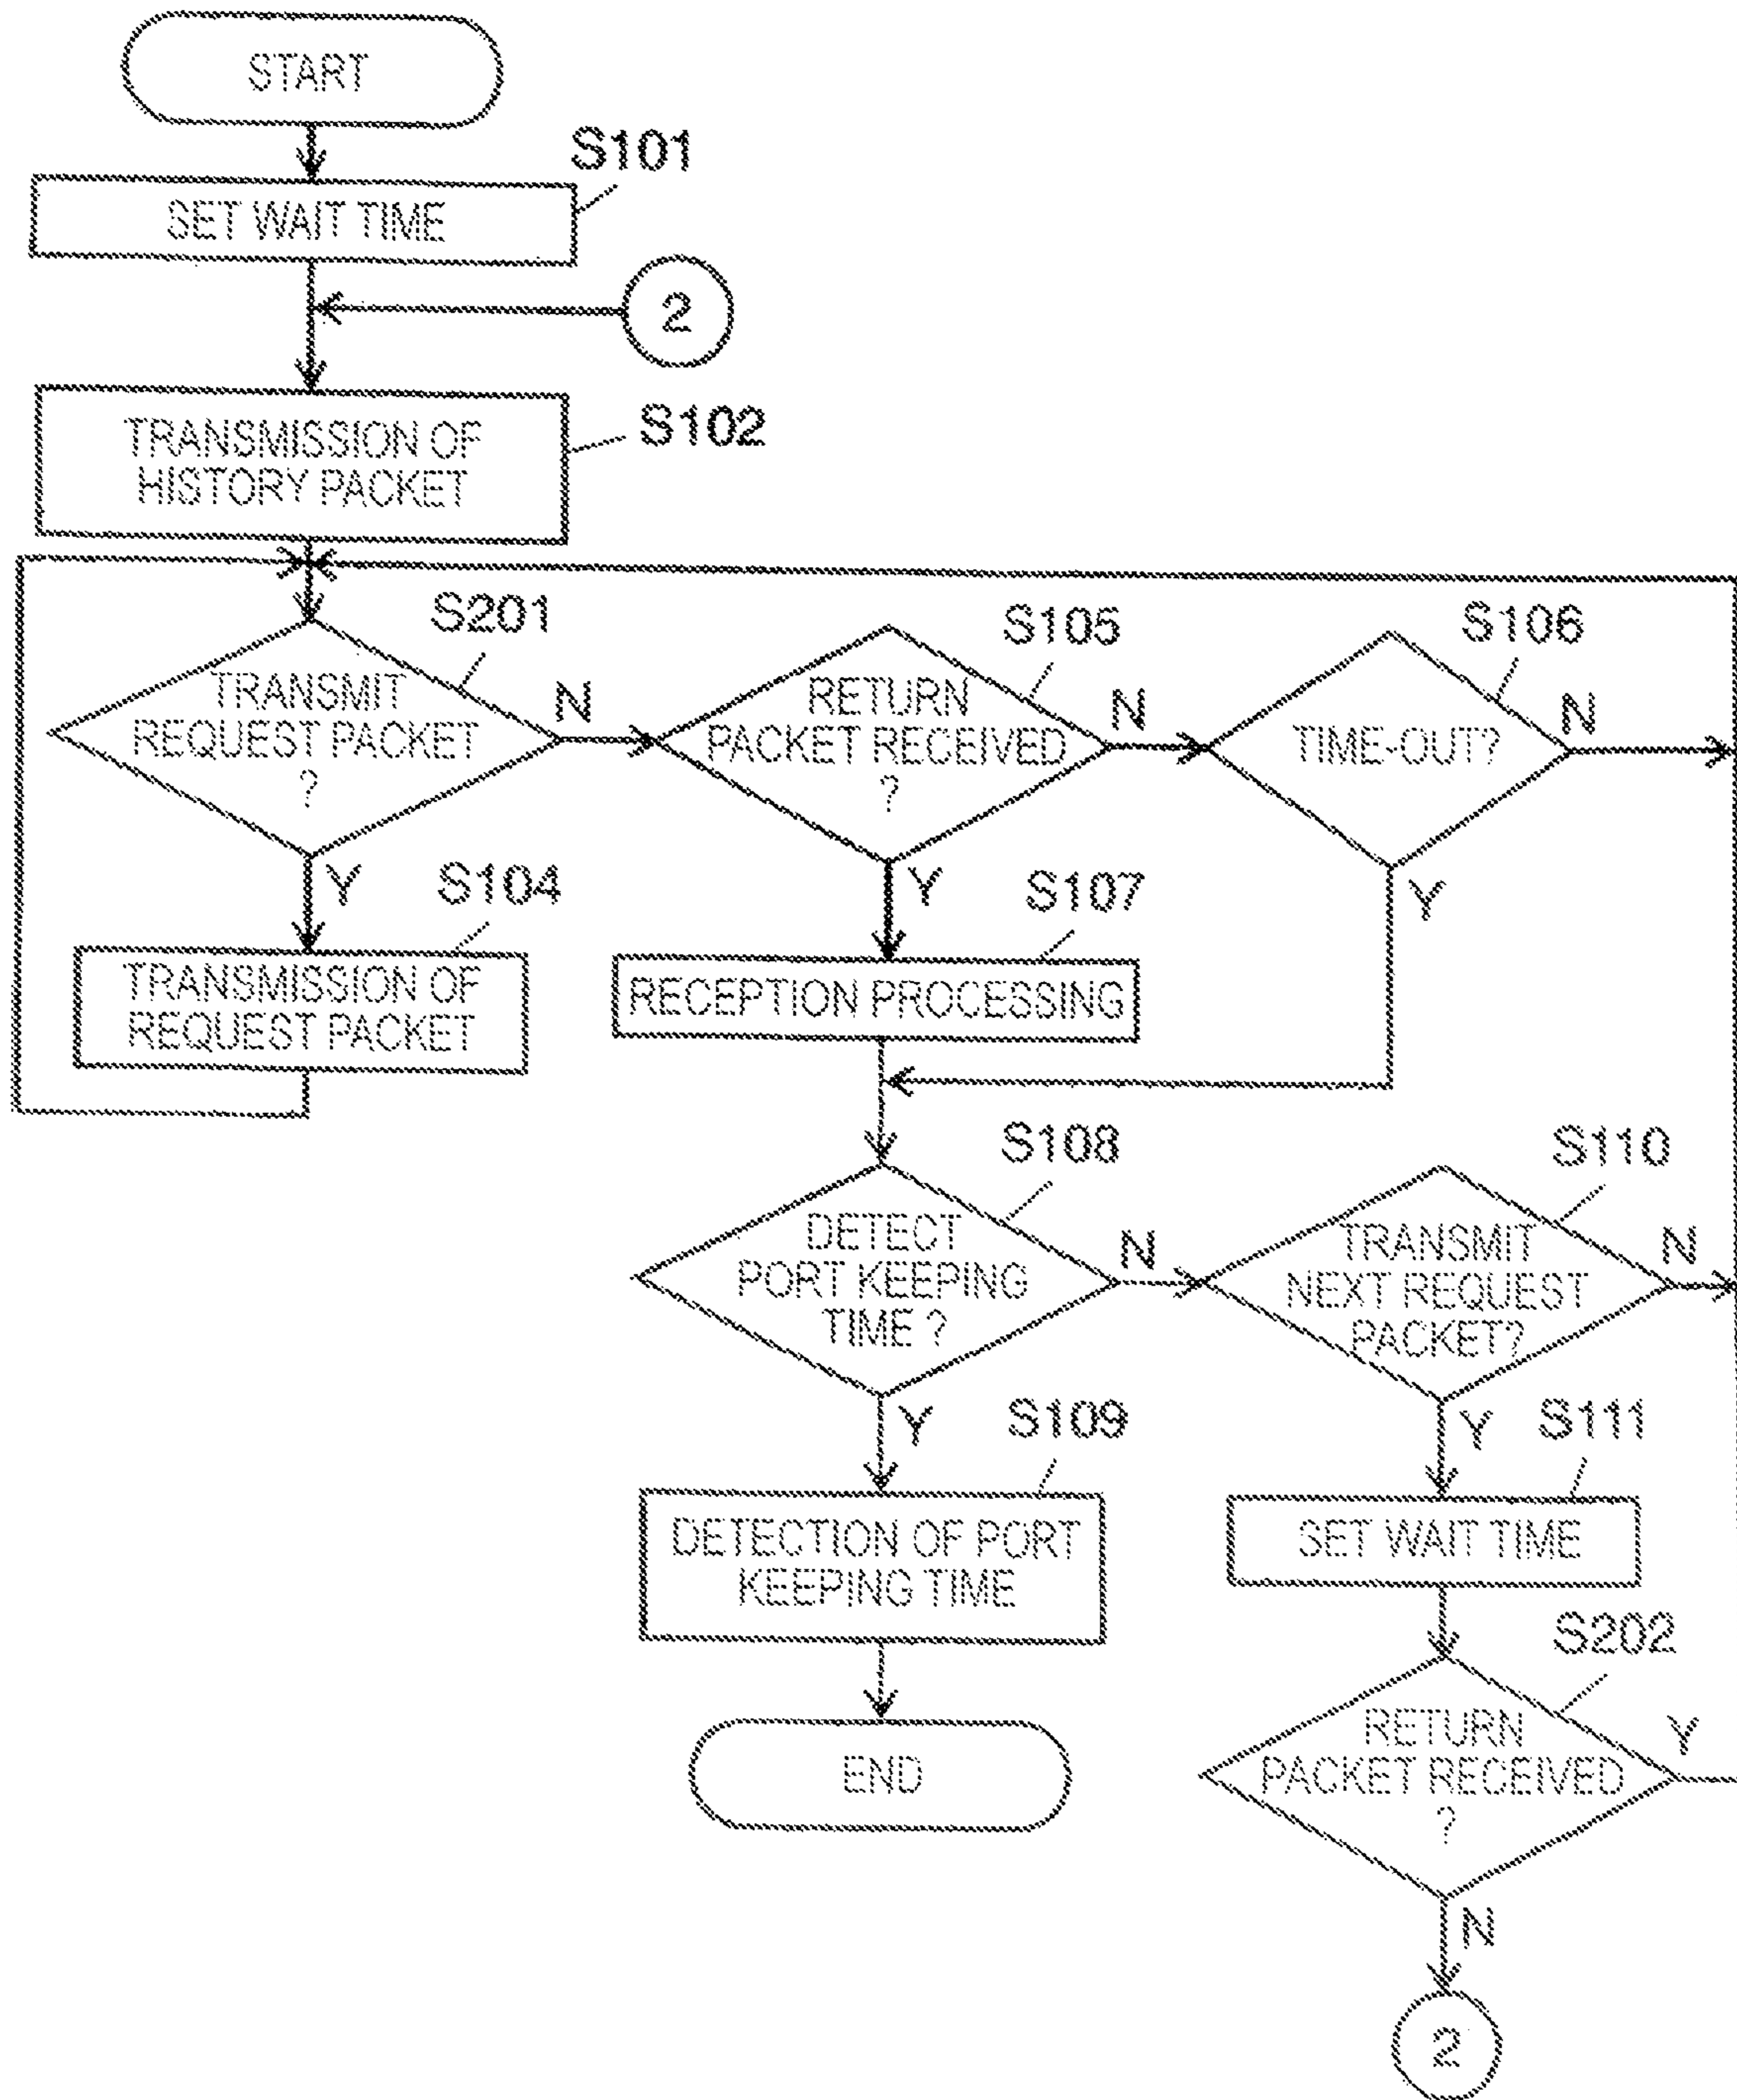 START
S101
SET WAIT TIME
2
S102
TRANSMISSION OF
HISTORY PACKET
S201
TRANSMIT
REQUEST PACKET
?
N
Y
S105
RETURN
PACKET RECEIVED
?
N
Y
S106
TIME-OUT?
N
Y
S104
TRANSMISSION OF
REQUEST PACKET
S107
RECEPTION PROCESSING
S108
DETECT
PORT KEEPING
TIME ?
N
Y
S110
TRANSMIT
NEXT REQUEST
PACKET?
N
Y
S109
DETECTION OF PORT
KEEPING TIME
S111
SET WAIT TIME
END
S202
RETURN
PACKET RECEIVED
?
Y
N
2